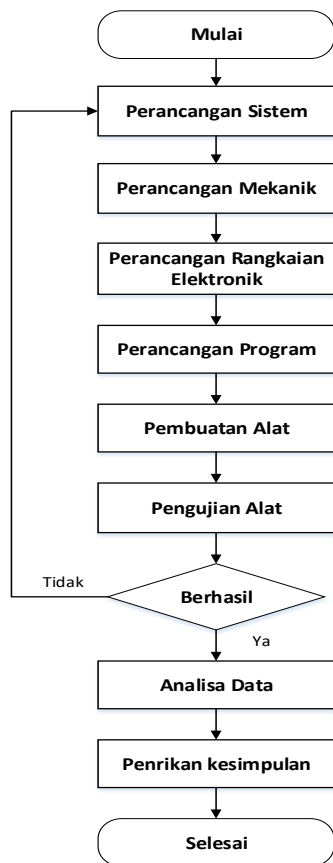 Mulai
Perancangan Sistem
Perancangan Mekanik
Perancangan Rangkaian
Elektronik
Perancangan Program
Pembuatan Alat
Pengujian Alat
Tidak
Berhasil
Ya
Analisa Data
Penrikan kesimpulan
Selesai